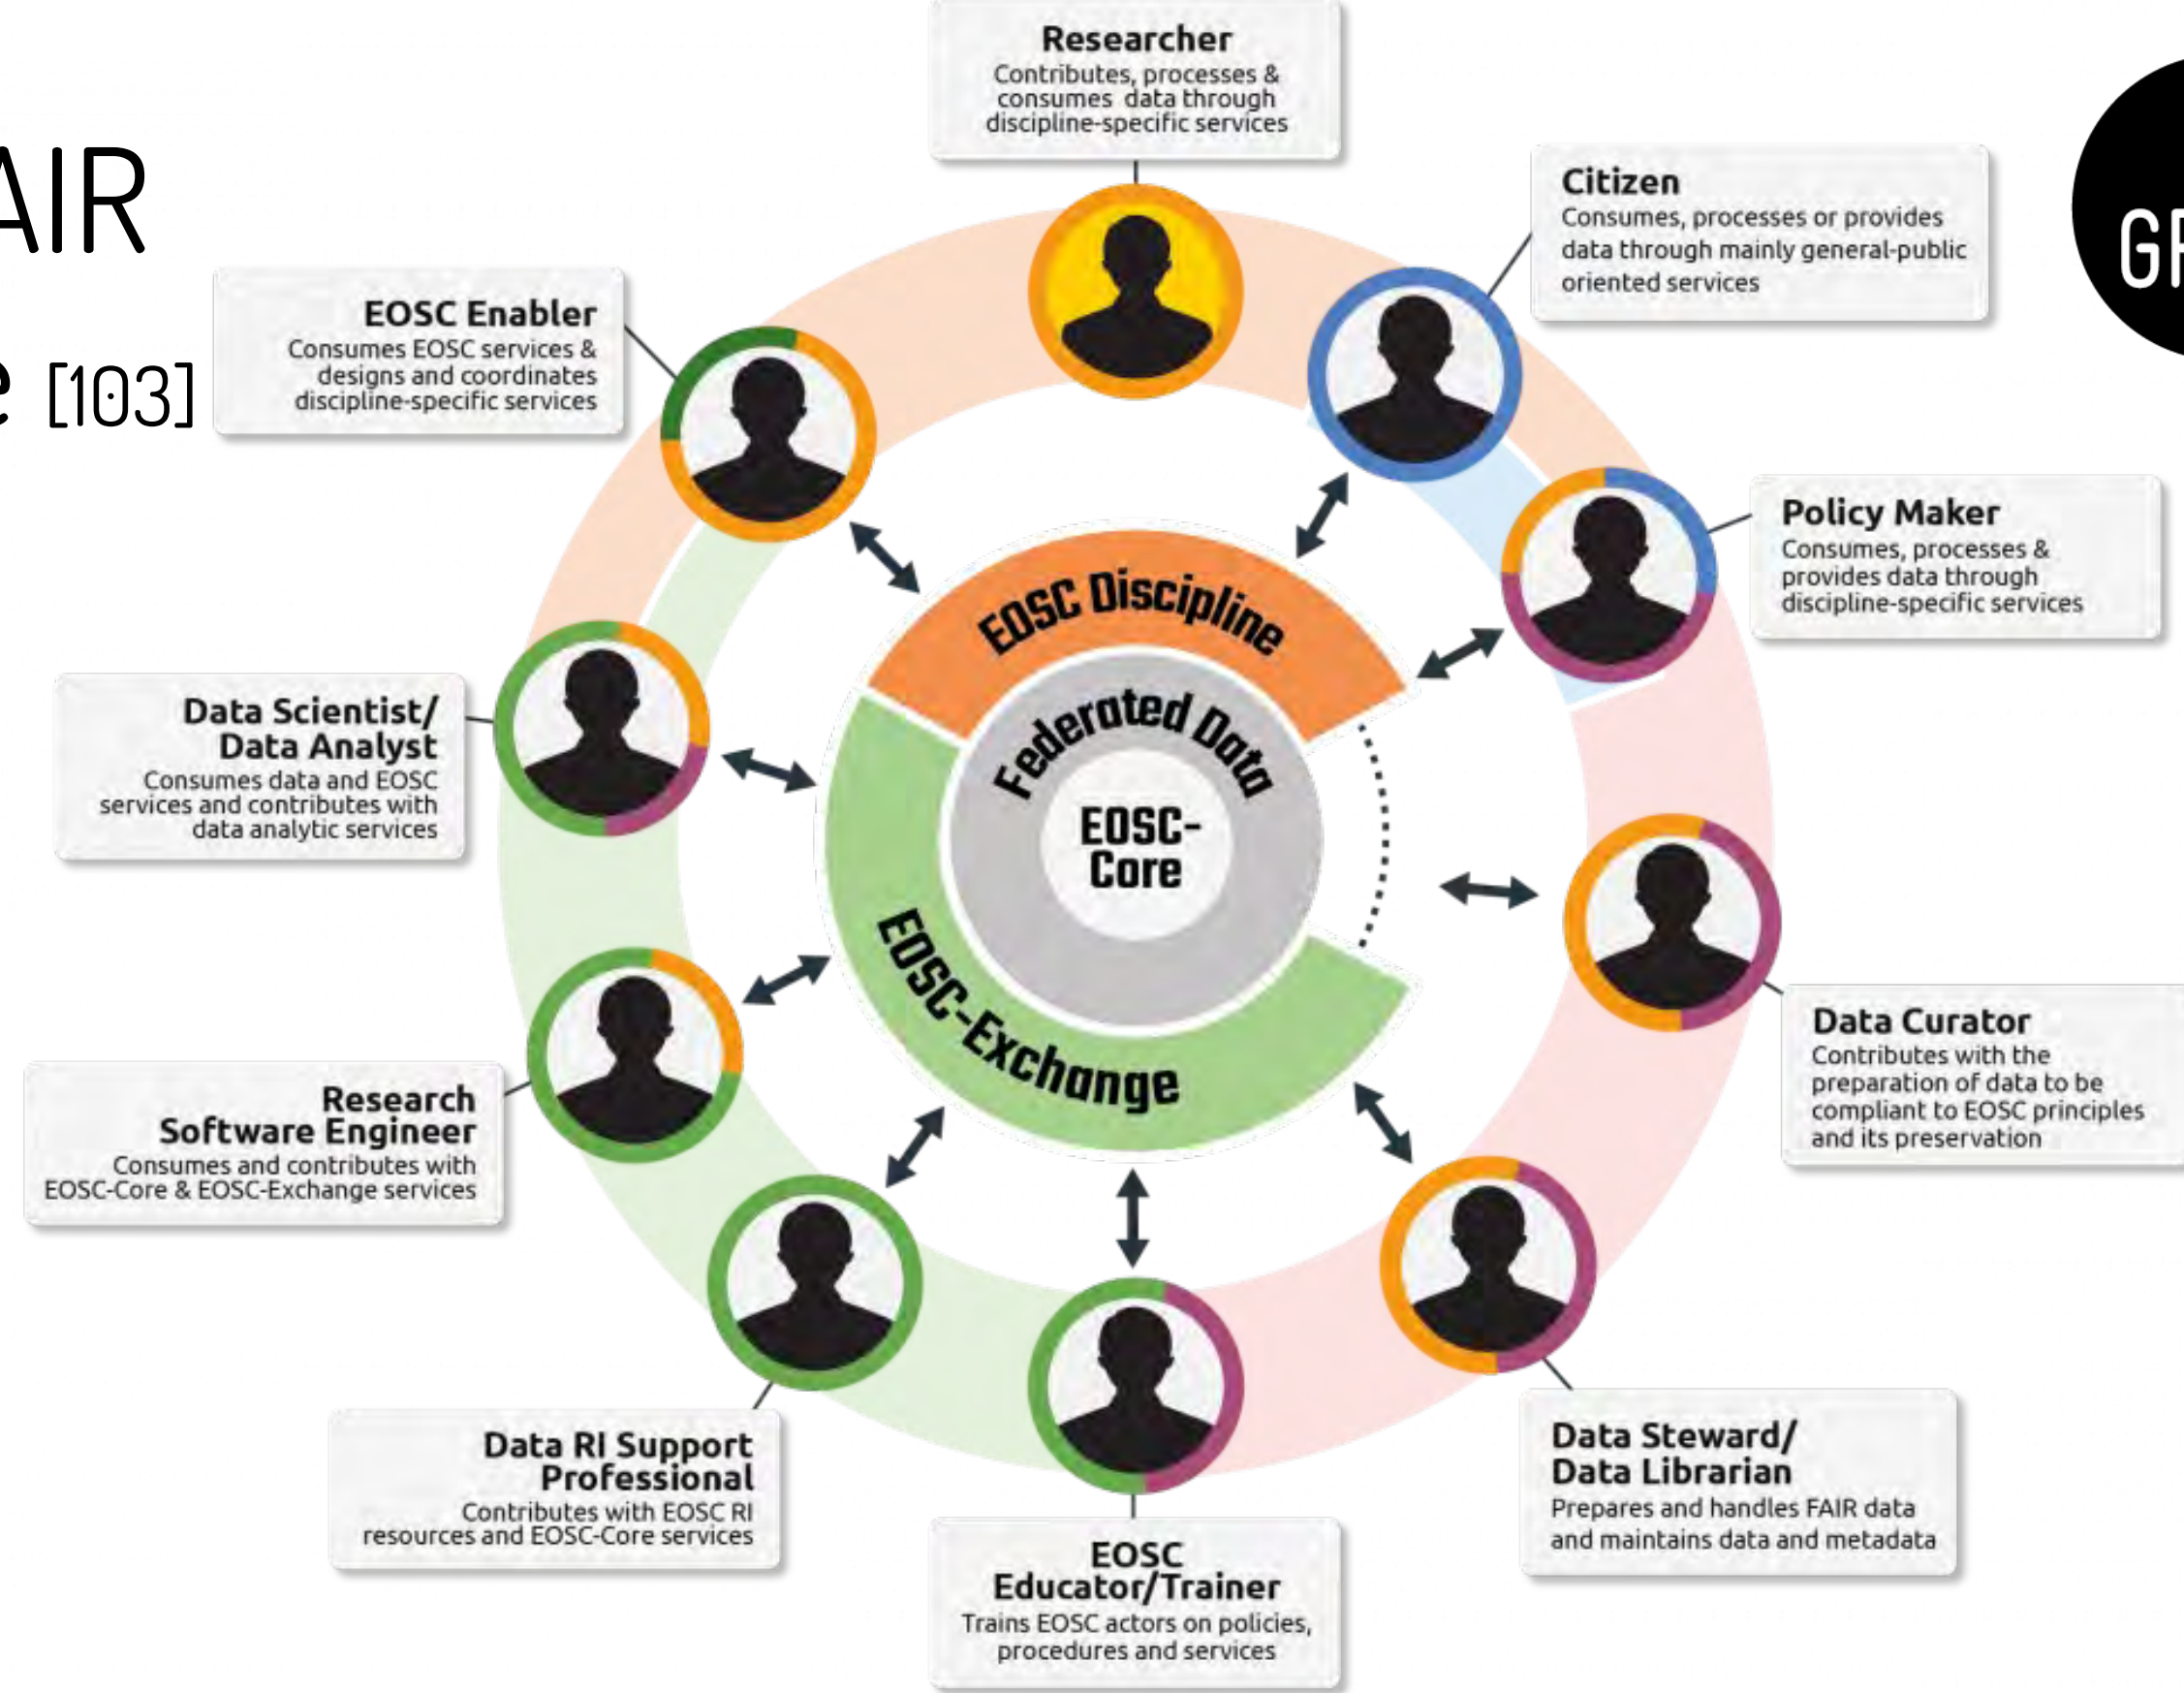 AIR
e [103]
GR
Researcher
Contributes, processes &
consumes data through
discipline-specific services
Citizen
Consumes, processes or provides
data through mainly general-public
oriented services
EOSC Enabler
Consumes EOSC services &
designs and coordinates
discipline-specific services
Policy Maker
Consumes, processes &
provides data through
discipline-specific services
EOSC Discipline
Federated Data
EOSC-
Core
EOSC-Exchange
Data Scientist/
Data Analyst
Consumes data and EOSC
services and contributes with
data analytic services
Data Curator
Contributes with the
preparation of data to be
compliant to EOSC principles
and its preservation
Research
Software Engineer
Consumes and contributes with
EOSC-Core & EOSC-Exchange services
Data RI Support
Professional
Contributes with EOSC RI
resources and EOSC-Core services
Data Steward/
Data Librarian
Prepares and handles FAIR data
and maintains data and metadata
EOSC
Educator/Trainer
Trains EOSC actors on policies,
procedures and services